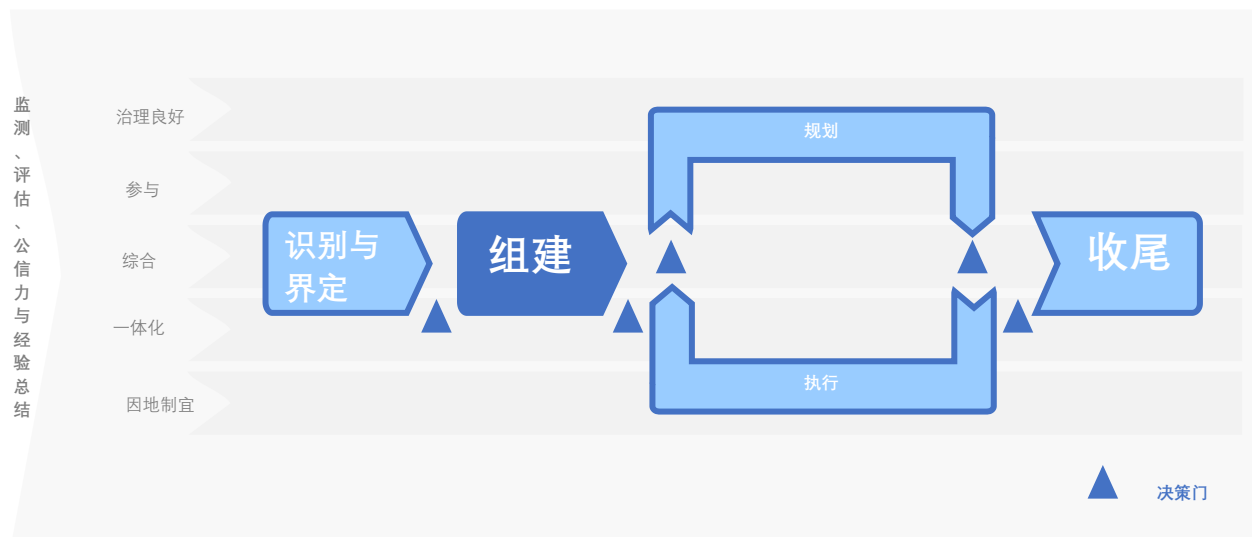 监测、评估、公信力与经验总结
治理良好
参与
综合
一体化
因地制宜
识别与
界定
组建
规划
执行
收尾
决策门